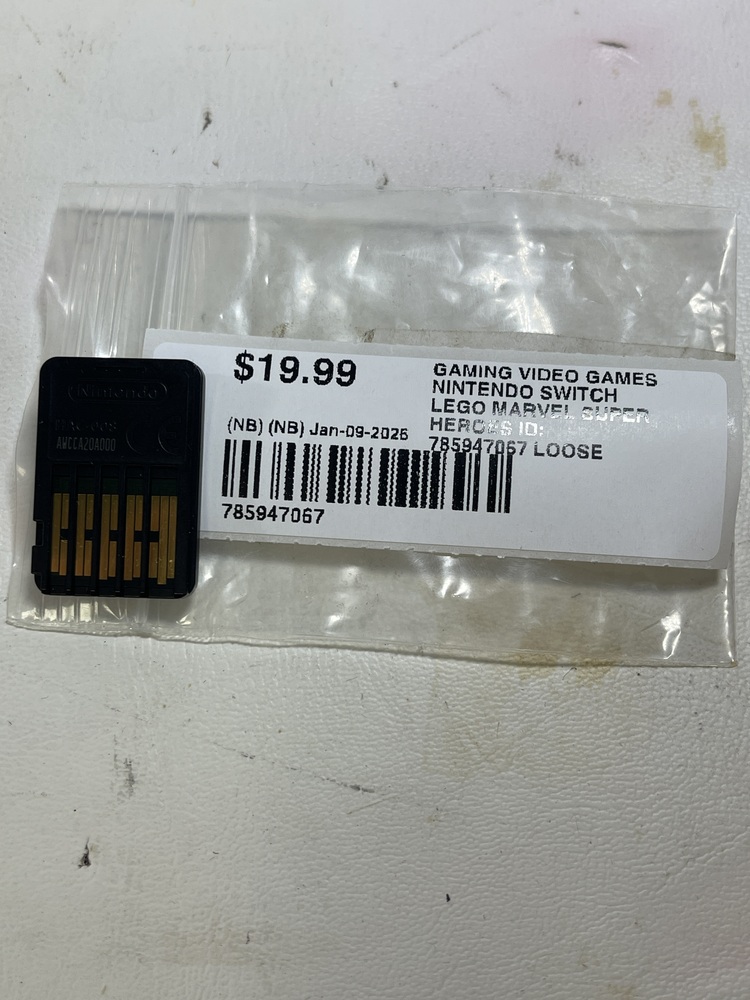 $19.99
GAMING VIDEO GAMES
NINTENDO SWITCH
LEGO MARVEL SUPER
HEROES ID:
785947067 LOOSE
(NB) (NB) Jan-09-2026
785947067
Nintendo
AWCCA20A000